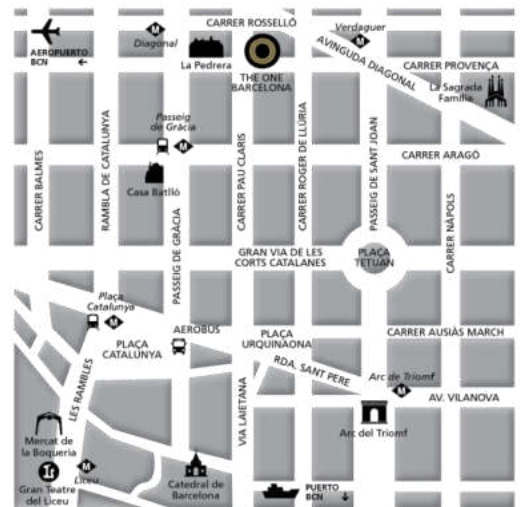 CARRER ROSSELLÓ
M
Diagonal
Verdaguer
M
AEROPUERTO
BCN ←
La Pedrera
THE ONE
BARCELONA
AVINGUDA DIAGONAL
CARRER PROVENÇA
La Sagrada
Família
Passeig
de Gràcia
M
CARRER BALMES
RAMBLA DE CATALUNYA
Casa Batlló
PASSEIG DE GRÀCIA
CARRER PAU CLARIS
CARRER ROGER DE LLÚRIA
PASSEIG DE SANT JOAN
CARRER ARAGÓ
CARRER NÀPOLS
GRAN VIA DE LES
CORTS CATALANES
PLAÇA
TETUAN
Plaça
Catalunya
M
PLAÇA
CATALUNYA
AEROBÚS
PLAÇA
URQUINAONA
CARRER AUSIÀS MARCH
LES RAMBLES
RDA. SANT PERE
Arc de Triomf
M
AV. VILANOVA
VIA LAIETANA
Arc del Triomf
Mercat de
la Boqueria
M
Liceu
Gran Teatre
del Liceu
Catedral de
Barcelona
PUERTO
BCN ↓